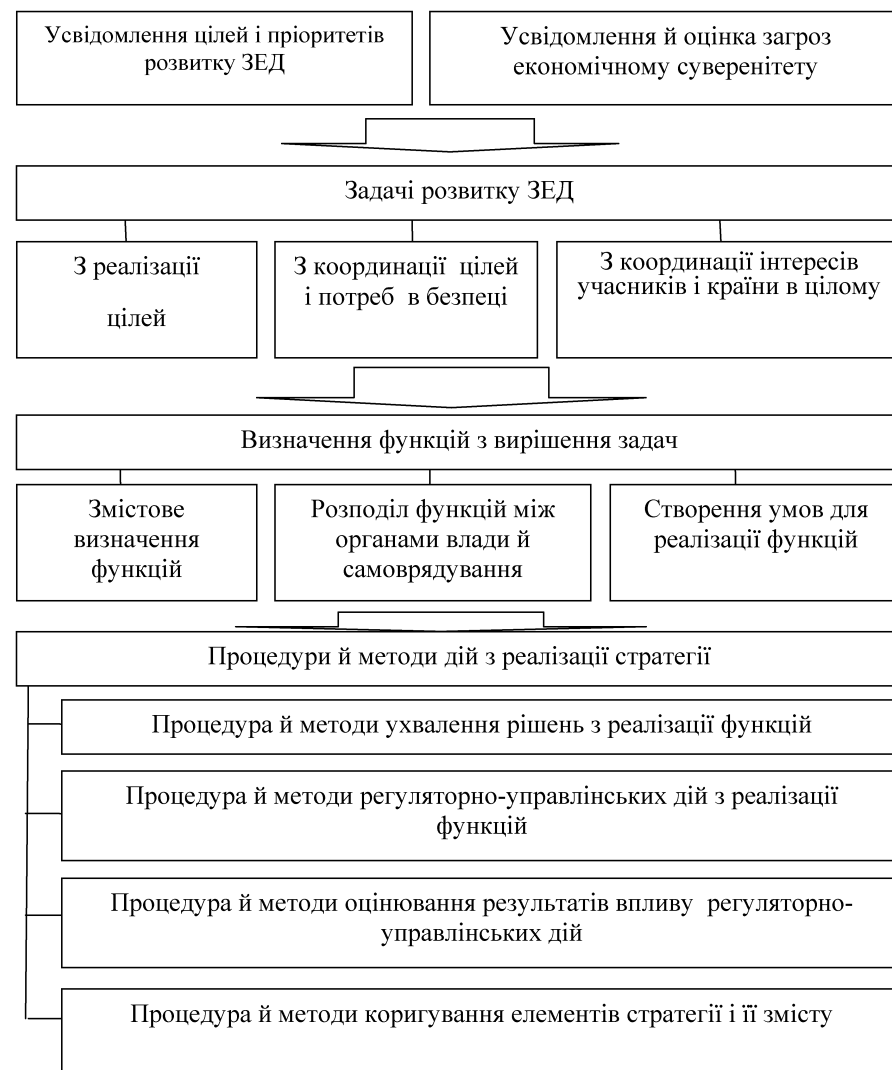 Усвідомлення цілей і пріоритетів
розвитку ЗЕД
Усвідомлення й оцінка загроз
економічному суверенітету
Задачі розвитку ЗЕД
З реалізації
цілей
З координації цілей
і потреб в безпеці
З координації інтересів
учасників і країни в цілому
Визначення функцій з вирішення задач
Змістове
визначення
функцій
Розподіл функцій між
органами влади й
самоврядування
Створення умов для
реалізації функцій
Процедури й методи дій з реалізації стратегії
Процедура й методи ухвалення рішень з реалізації функцій
Процедура й методи регуляторно-управлінських дій з реалізації
функцій
Процедура й методи оцінювання результатів впливу регуляторно-
управлінських дій
Процедура й методи коригування елементів стратегії і її змісту